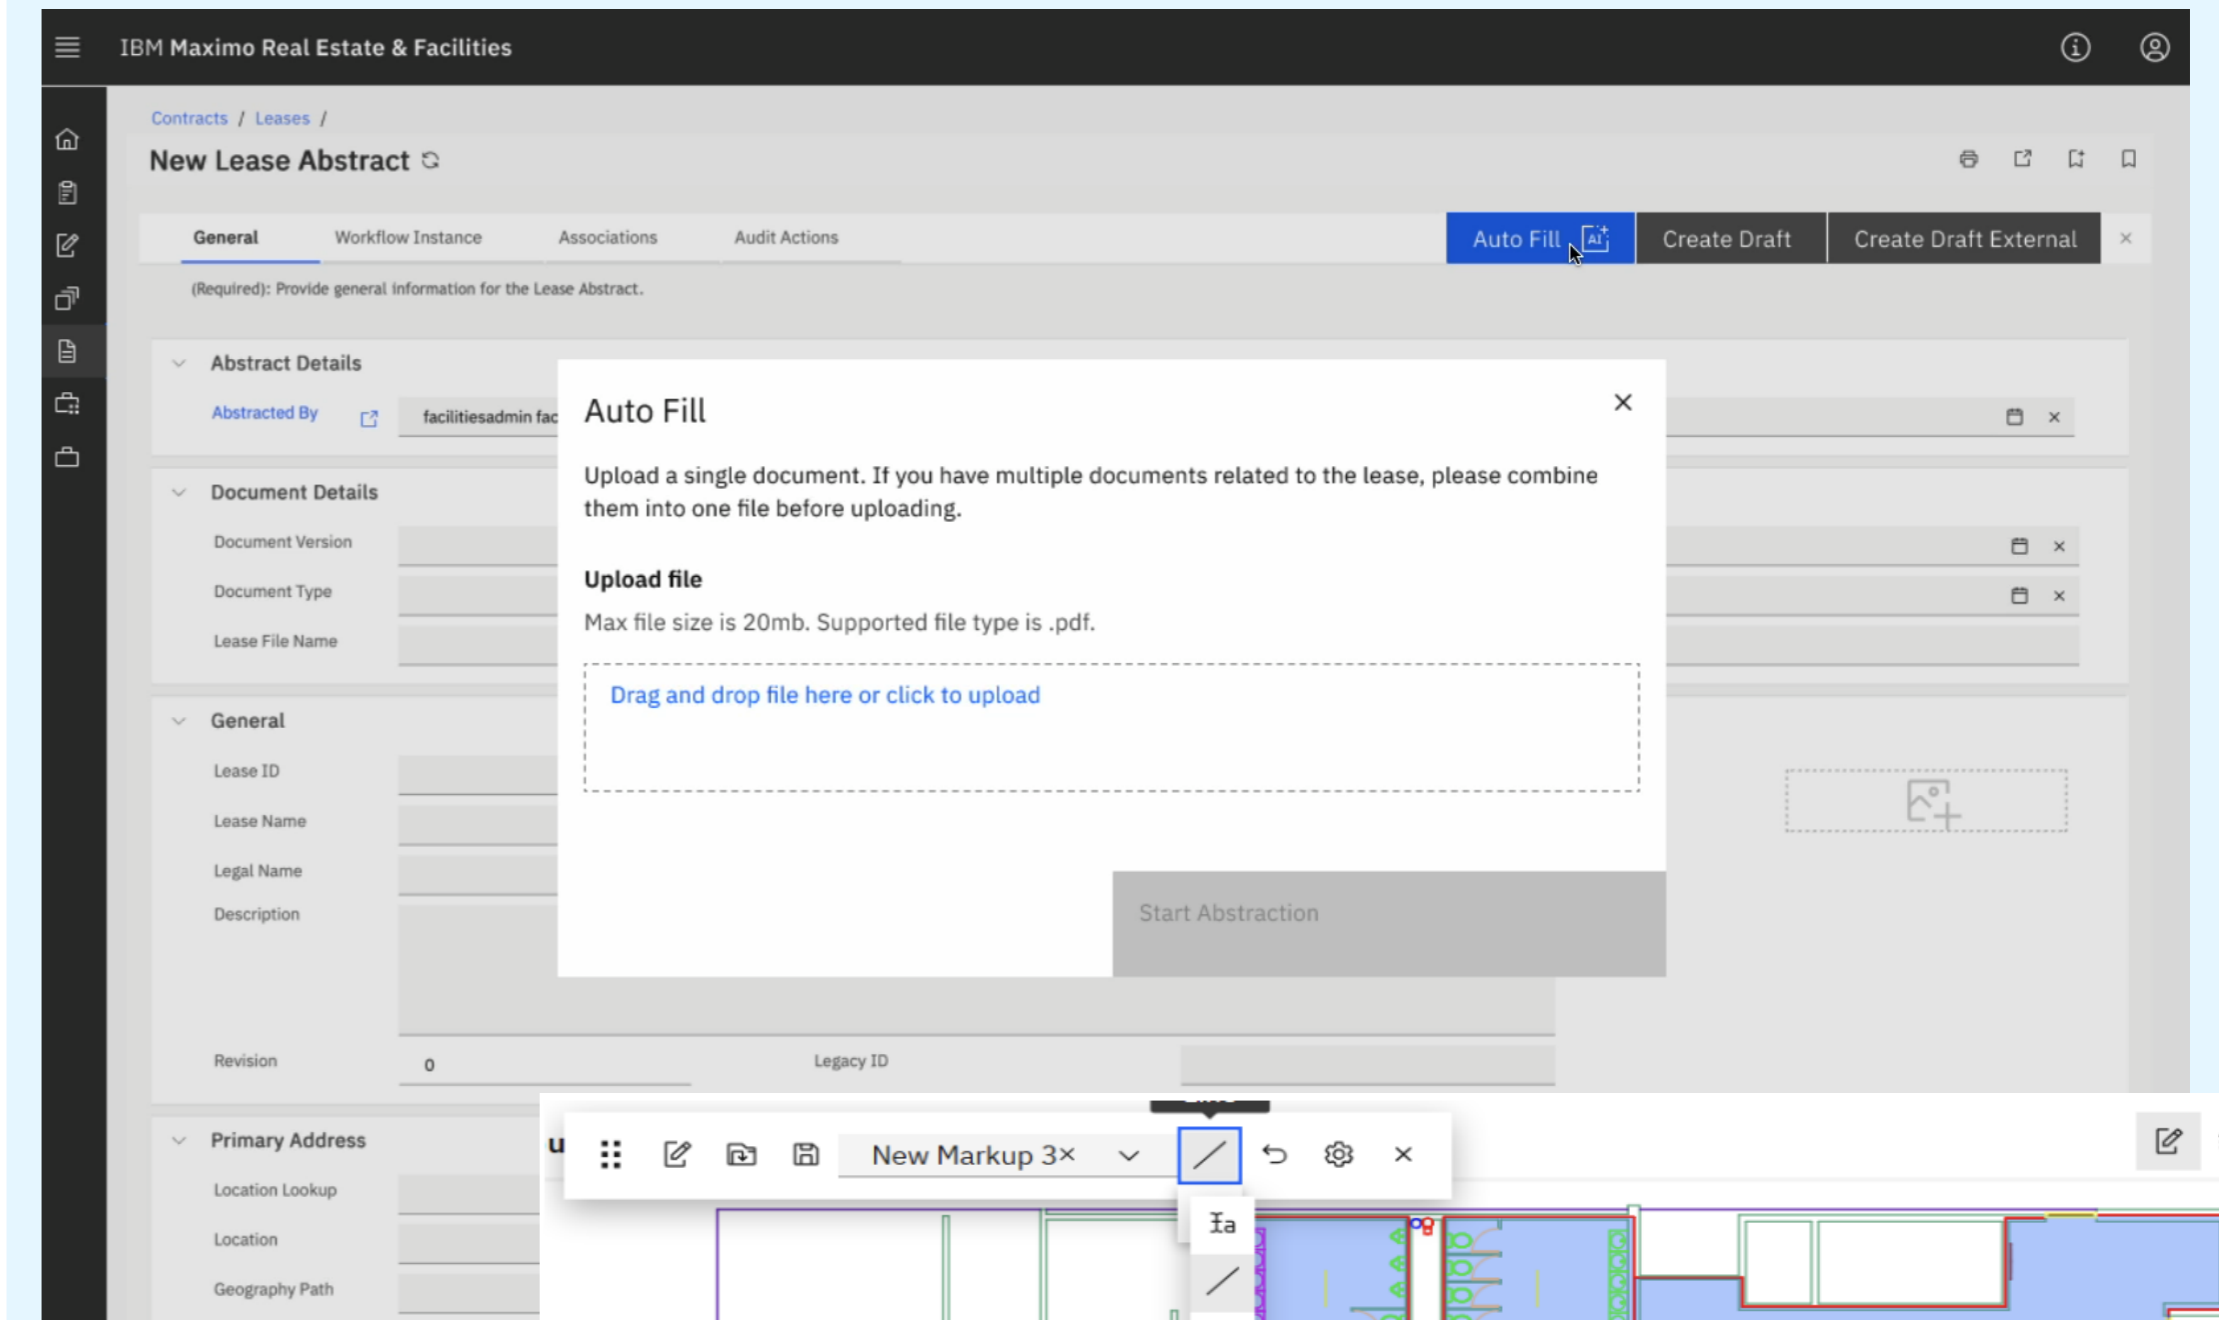 IBM Maximo Real Estate & Facilities
Contracts / Leases /
New Lease Abstract
General Workflow Instance Associations Audit Actions Auto Fill AI Create Draft Create Draft External
(Required): Provide general information for the Lease Abstract.
Abstract Details
Abstracted By facilitiesadmin fac
Document Details
Document Version
Document Type
Lease File Name
General
Lease ID
Lease Name
Legal Name
Description
Revision 0 Legacy ID
Primary Address
Location Lookup
Location
Geography Path
Auto Fill
Upload a single document. If you have multiple documents related to the lease, please combine
them into one file before uploading.
Upload file
Max file size is 20mb. Supported file type is .pdf.
Drag and drop file here or click to upload
Start Abstraction
u New Markup 3×
Ia